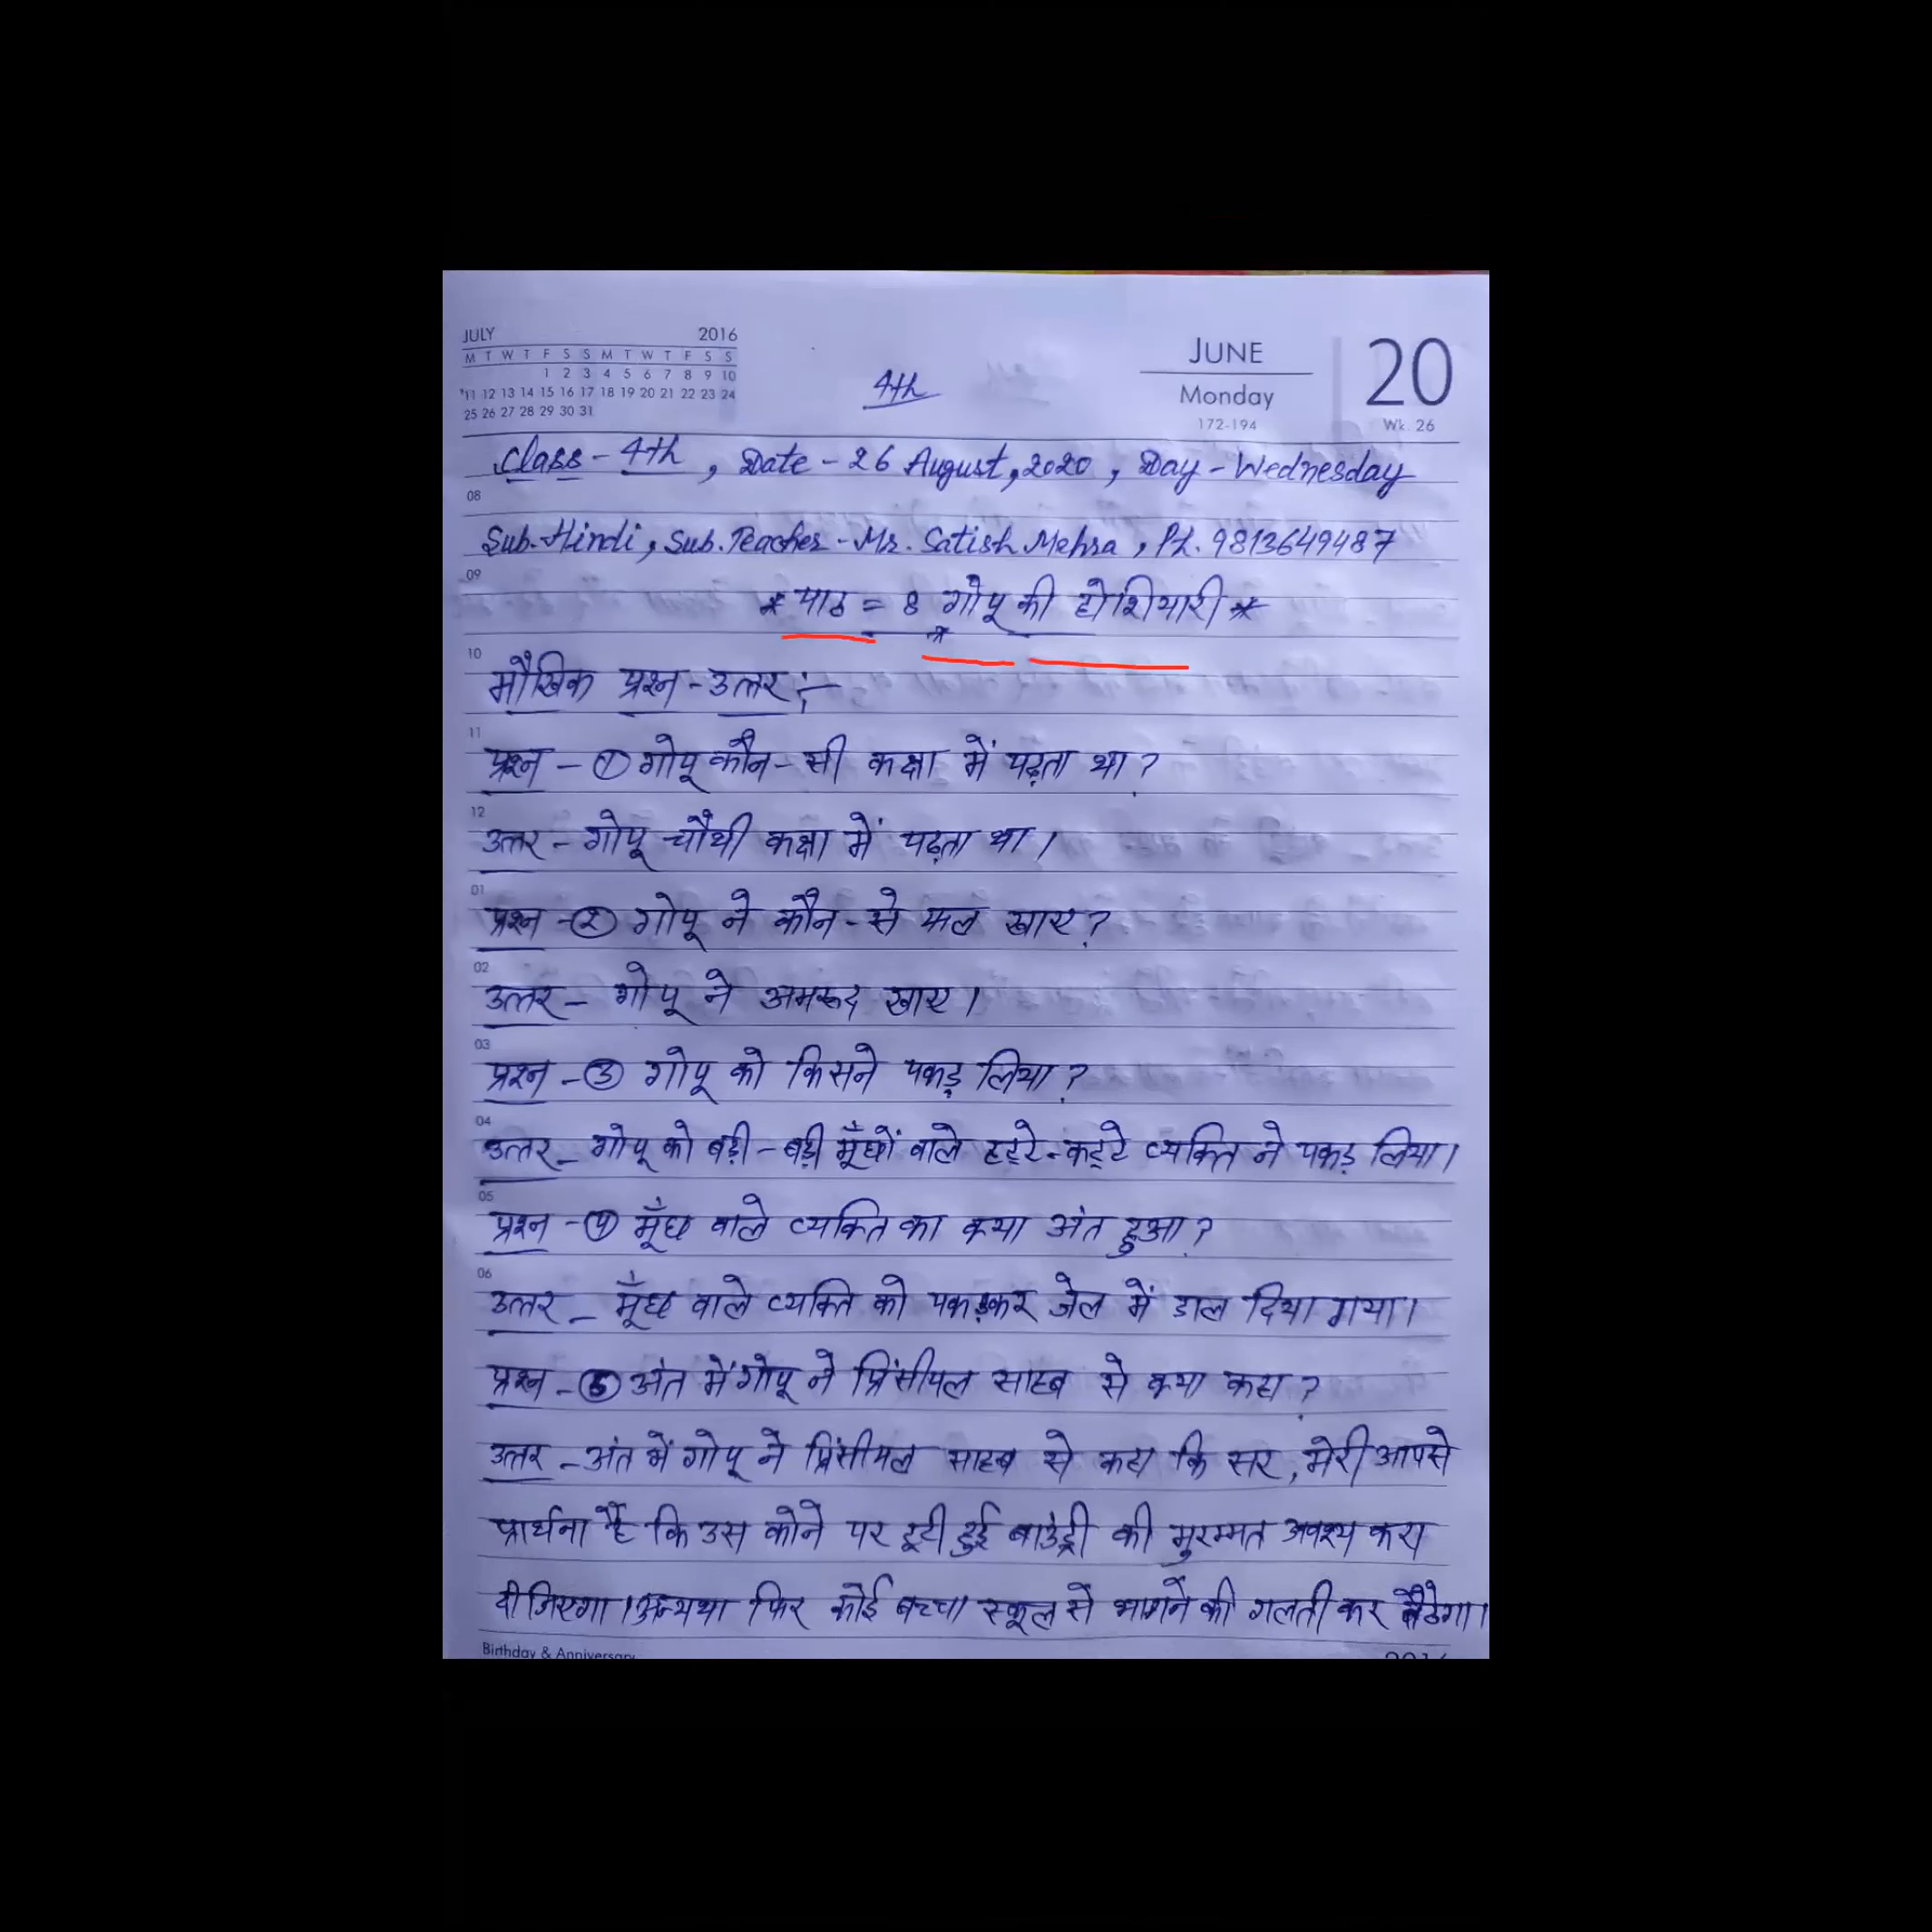 JULY 2016
M T W T F S S M T W T F S S
1 2 3 4 5 6 7 8 9 10
*11 12 13 14 15 16 17 18 19 20 21 22 23 24
25 26 27 28 29 30 31
4th
JUNE
Monday
172-194
20
Wk. 26
Class - 4th, Date - 26 August, 2020, Day - Wednesday
08
Sub. Hindi, Sub. Teacher - Mr. Satish Mehra, Ph. 9813649487
09
* पाठ = 8 गोपू की होशियारी *
*
10
मौखिक प्रश्न - उत्तर :-
11
प्रश्न - (1) गोपू कौन - सी कक्षा में पढ़ता था?
12
उत्तर - गोपू चौथी कक्षा में पढ़ता था।
01
प्रश्न - (2) गोपू ने कौन - से फल खाए?
02
उत्तर - गोपू ने अमरूद खाए।
03
प्रश्न - (3) गोपू को किसने पकड़ लिया?
04
उत्तर - गोपू को बड़ी - बड़ी मूँछों वाले हट्टे - कट्टे व्यक्ति ने पकड़ लिया।
05
प्रश्न - (4) मूँछ वाले व्यक्ति का क्या अंत हुआ?
06
उत्तर - मूँछ वाले व्यक्ति को पकड़कर जेल में डाल दिया गया।
प्रश्न - (5) अंत में गोपू ने प्रिंसीपल साहब से क्या कहा?
उत्तर - अंत में गोपू ने प्रिंसीपल साहब से कहा कि सर, मेरी आपसे
प्रार्थना है कि उस कोने पर टूटी हुई बाउंड्री की मुरम्मत अवश्य करा
दीजिएगा। अन्यथा फिर कोई बच्चा स्कूल से भागने की गलती कर बैठेगा।
Birthday & Anniversary
2016